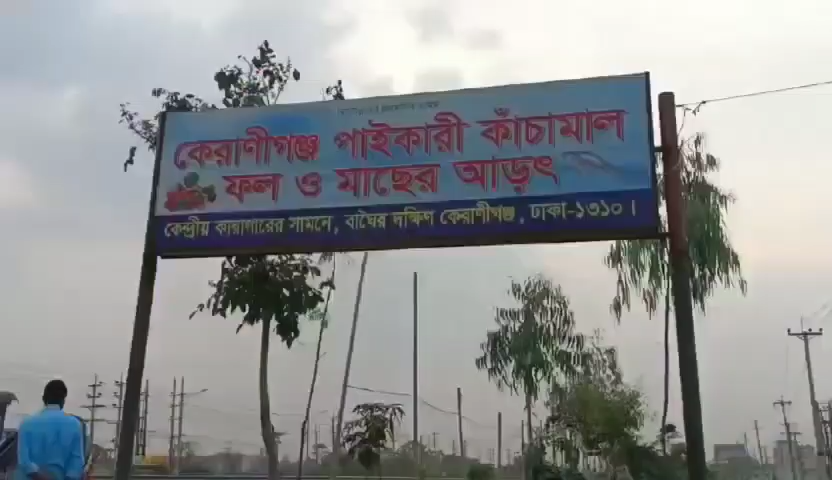 কেরাণীগঞ্জ পাইকারী কাঁচামাল
ফল ও মাছের আড়ৎ
কেন্দ্রীয় কারাগারের সামনে, বাঘৈর দক্ষিণ কেরাণীগঞ্জ, ঢাকা-১৩১০।